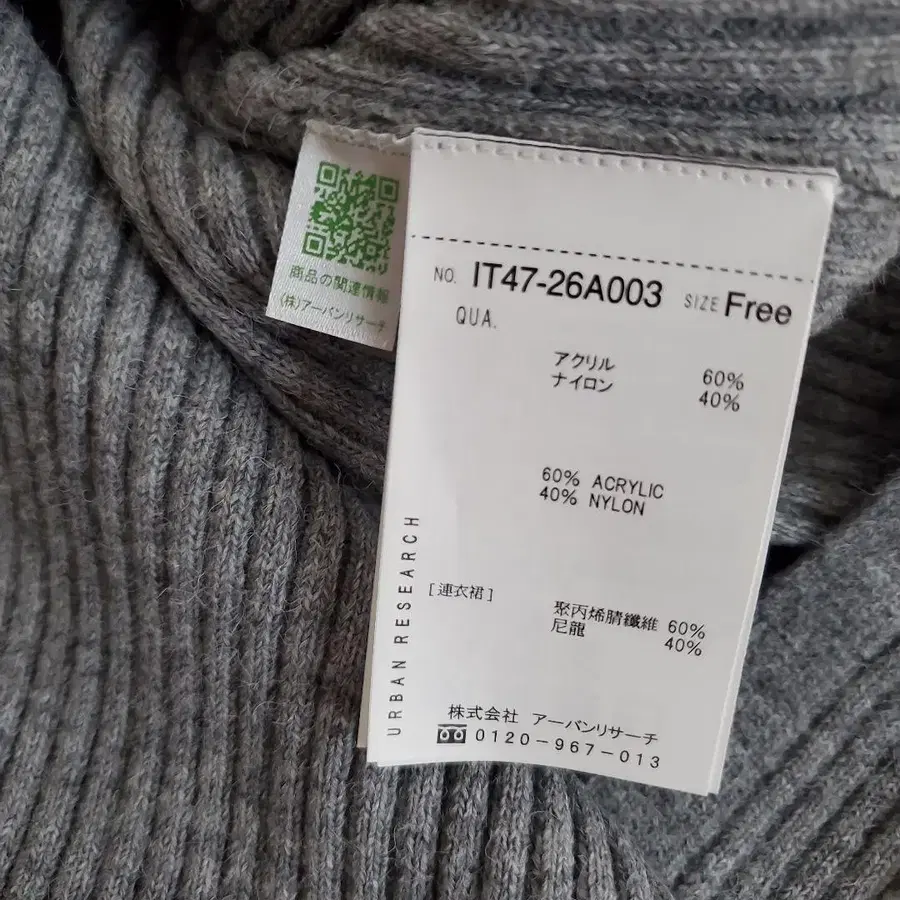 商品の関連情報
(株)アーバンリサーチ
NO. IT47-26A003 SIZE Free
QUA.
アクリル 60%
ナイロン 40%
60% ACRYLIC
40% NYLON
[連衣裙]
聚丙烯腈纖維 60%
尼龍 40%
URBAN RESEARCH
株式会社 アーバンリサーチ
0120-967-013